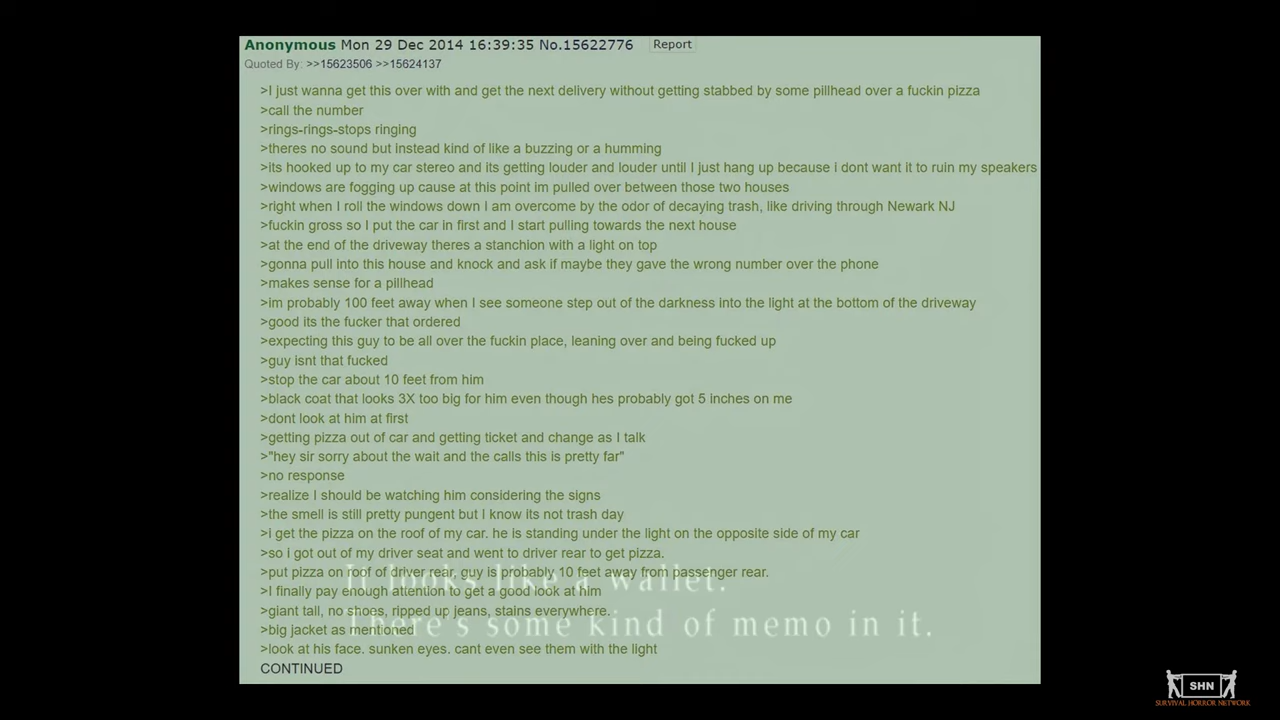 Anonymous Mon 29 Dec 2014 16:39:35 No.15622776 Report
Quoted By: >>15623506 >>15624137
>I just wanna get this over with and get the next delivery without getting stabbed by some pillhead over a fuckin pizza
>call the number
>rings-rings-stops ringing
>theres no sound but instead kind of like a buzzing or a humming
>its hooked up to my car stereo and its getting louder and louder until I just hang up because i dont want it to ruin my speakers
>windows are fogging up cause at this point im pulled over between those two houses
>right when I roll the windows down I am overcome by the odor of decaying trash, like driving through Newark NJ
>fuckin gross so I put the car in first and I start pulling towards the next house
>at the end of the driveway theres a stanchion with a light on top
>gonna pull into this house and knock and ask if maybe they gave the wrong number over the phone
>makes sense for a pillhead
>im probably 100 feet away when I see someone step out of the darkness into the light at the bottom of the driveway
>good its the fucker that ordered
>expecting this guy to be all over the fuckin place, leaning over and being fucked up
>guy isnt that fucked
>stop the car about 10 feet from him
>black coat that looks 3X too big for him even though hes probably got 5 inches on me
>dont look at him at first
>getting pizza out of car and getting ticket and change as I talk
>"hey sir sorry about the wait and the calls this is pretty far"
>no response
>realize I should be watching him considering the signs
>the smell is still pretty pungent but I know its not trash day
>i get the pizza on the roof of my car. he is standing under the light on the opposite side of my car
>so i got out of my driver seat and went to driver rear to get pizza.
>put pizza on roof of driver rear, guy is probably 10 feet away from passenger rear.
It looks like a wallet.
>I finally pay enough attention to get a good look at him
>giant tall, no shoes, ripped up jeans, stains everywhere.
There's some kind of memo in it.
>big jacket as mentioned
>look at his face. sunken eyes. cant even see them with the light
CONTINUED
SHN
SURVIVAL HORROR NETWORK